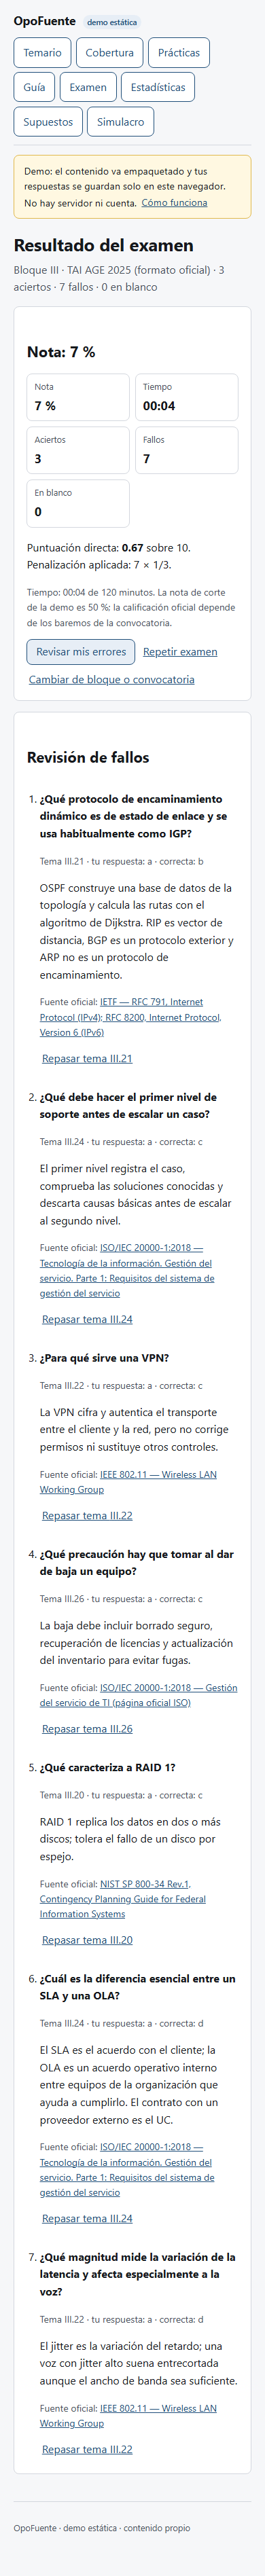 OpoFuente demo estática
Temario Cobertura Prácticas
Guía Examen Estadísticas
Supuestos Simulacro
Demo: el contenido va empaquetado y tus
respuestas se guardan solo en este navegador.
No hay servidor ni cuenta. Cómo funciona
Resultado del examen
Bloque III · TAI AGE 2025 (formato oficial) · 3
aciertos · 7 fallos · 0 en blanco
Nota: 7 %
Nota
7 %
Tiempo
00:04
Aciertos
3
Fallos
7
En blanco
0
Puntuación directa: 0.67 sobre 10.
Penalización aplicada: 7 × 1/3.
Tiempo: 00:04 de 120 minutos. La nota de corte
de la demo es 50 %; la calificación oficial depende
de los baremos de la convocatoria.
Revisar mis errores Repetir examen
Cambiar de bloque o convocatoria
Revisión de fallos
1. ¿Qué protocolo de encaminamiento
dinámico es de estado de enlace y se
usa habitualmente como IGP?
Tema III.21 · tu respuesta: a · correcta: b
OSPF construye una base de datos de la
topología y calcula las rutas con el
algoritmo de Dijkstra. RIP es vector de
distancia, BGP es un protocolo exterior y
ARP no es un protocolo de
encaminamiento.
Fuente oficial: IETF — RFC 791, Internet
Protocol (IPv4); RFC 8200, Internet Protocol,
Version 6 (IPv6)
Repasar tema III.21
2. ¿Qué debe hacer el primer nivel de
soporte antes de escalar un caso?
Tema III.24 · tu respuesta: a · correcta: c
El primer nivel registra el caso,
comprueba las soluciones conocidas y
descarta causas básicas antes de escalar
al segundo nivel.
Fuente oficial: ISO/IEC 20000-1:2018 —
Tecnología de la información. Gestión del
servicio. Parte 1: Requisitos del sistema de
gestión del servicio
Repasar tema III.24
3. ¿Para qué sirve una VPN?
Tema III.22 · tu respuesta: a · correcta: c
La VPN cifra y autentica el transporte
entre el cliente y la red, pero no corrige
permisos ni sustituye otros controles.
Fuente oficial: IEEE 802.11 — Wireless LAN
Working Group
Repasar tema III.22
4. ¿Qué precaución hay que tomar al dar
de baja un equipo?
Tema III.26 · tu respuesta: a · correcta: c
La baja debe incluir borrado seguro,
recuperación de licencias y actualización
del inventario para evitar fugas.
Fuente oficial: ISO/IEC 20000-1:2018 — Gestión
del servicio de TI (página oficial ISO)
Repasar tema III.26
5. ¿Qué caracteriza a RAID 1?
Tema III.20 · tu respuesta: a · correcta: c
RAID 1 replica los datos en dos o más
discos; tolera el fallo de un disco por
espejo.
Fuente oficial: NIST SP 800-34 Rev.1,
Contingency Planning Guide for Federal
Information Systems
Repasar tema III.20
6. ¿Cuál es la diferencia esencial entre un
SLA y una OLA?
Tema III.24 · tu respuesta: a · correcta: d
El SLA es el acuerdo con el cliente; la
OLA es un acuerdo operativo interno
entre equipos de la organización que
ayuda a cumplirlo. El contrato con un
proveedor externo es el UC.
Fuente oficial: ISO/IEC 20000-1:2018 —
Tecnología de la información. Gestión del
servicio. Parte 1: Requisitos del sistema de
gestión del servicio
Repasar tema III.24
7. ¿Qué magnitud mide la variación de la
latencia y afecta especialmente a la
voz?
Tema III.22 · tu respuesta: a · correcta: d
El jitter es la variación del retardo; una
voz con jitter alto suena entrecortada
aunque el ancho de banda sea suficiente.
Fuente oficial: IEEE 802.11 — Wireless LAN
Working Group
Repasar tema III.22
OpoFuente · demo estática · contenido propio